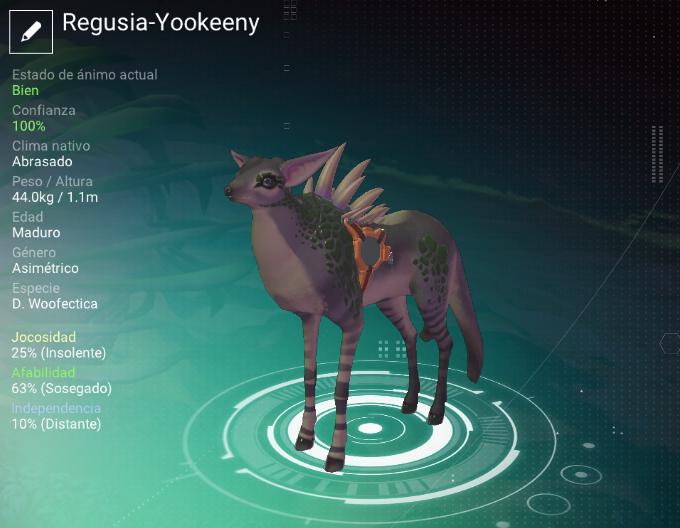 Regusia-Yookeeny
Estado de ánimo actual
Bien
Confianza
100%
Clima nativo
Abrasado
Peso / Altura
44.0kg / 1.1m
Edad
Maduro
Género
Asimétrico
Especie
D. Woofectica
Jocosidad
25% (Insolente)
Afabilidad
63% (Sosegado)
Independencia
10% (Distante)